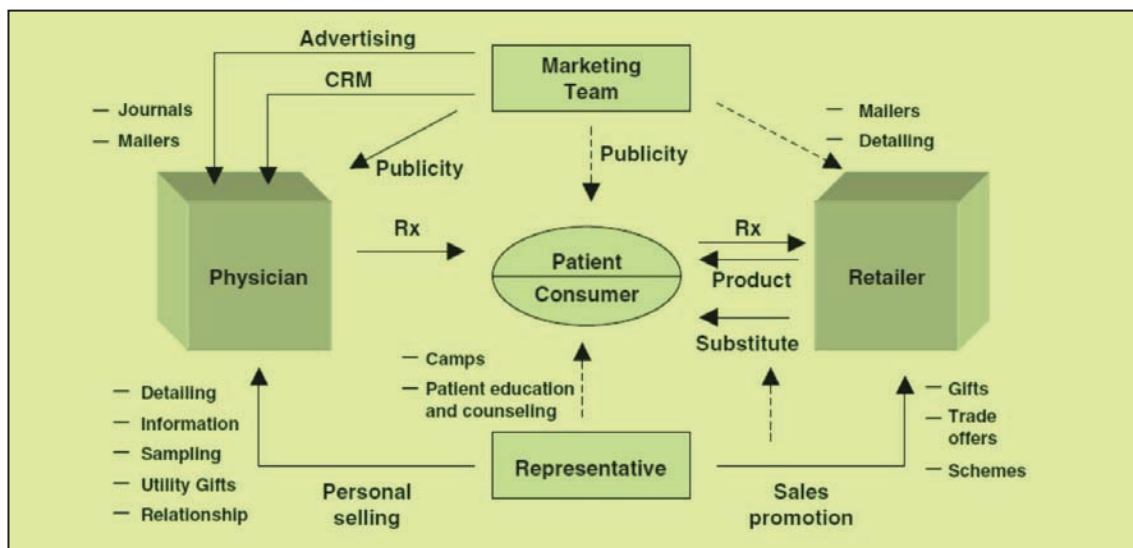 Advertising
CRM
Marketing
Team
— Journals
— Mailers
— Mailers
— Detailing
Publicity
Publicity
Rx
Rx
Physician
Patient
Consumer
Product
Retailer
Substitute
— Camps
— Patient education
and counseling
— Detailing
— Information
— Sampling
— Utility Gifts
— Relationship
— Gifts
— Trade
offers
— Schemes
Representative
Personal
selling
Sales
promotion